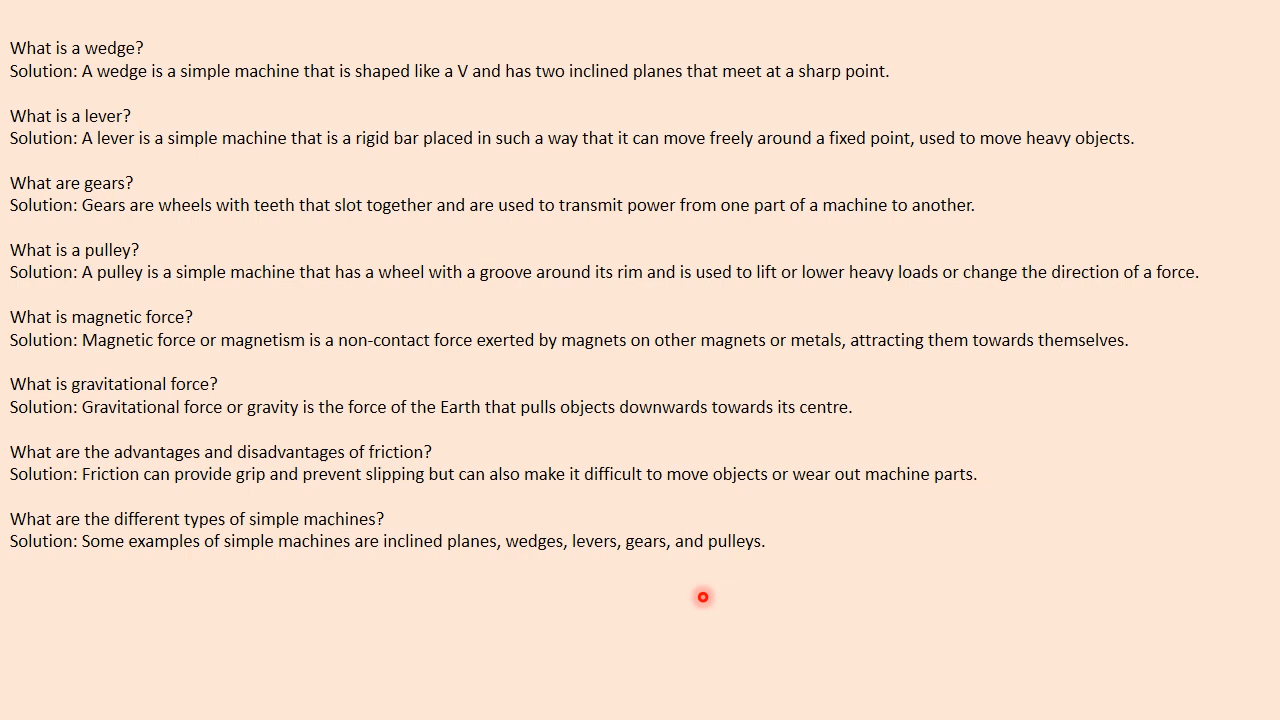 What is a wedge?
Solution: A wedge is a simple machine that is shaped like a V and has two inclined planes that meet at a sharp point.
What is a lever?
Solution: A lever is a simple machine that is a rigid bar placed in such a way that it can move freely around a fixed point, used to move heavy objects.
What are gears?
Solution: Gears are wheels with teeth that slot together and are used to transmit power from one part of a machine to another.
What is a pulley?
Solution: A pulley is a simple machine that has a wheel with a groove around its rim and is used to lift or lower heavy loads or change the direction of a force.
What is magnetic force?
Solution: Magnetic force or magnetism is a non-contact force exerted by magnets on other magnets or metals, attracting them towards themselves.
What is gravitational force?
Solution: Gravitational force or gravity is the force of the Earth that pulls objects downwards towards its centre.
What are the advantages and disadvantages of friction?
Solution: Friction can provide grip and prevent slipping but can also make it difficult to move objects or wear out machine parts.
What are the different types of simple machines?
Solution: Some examples of simple machines are inclined planes, wedges, levers, gears, and pulleys.